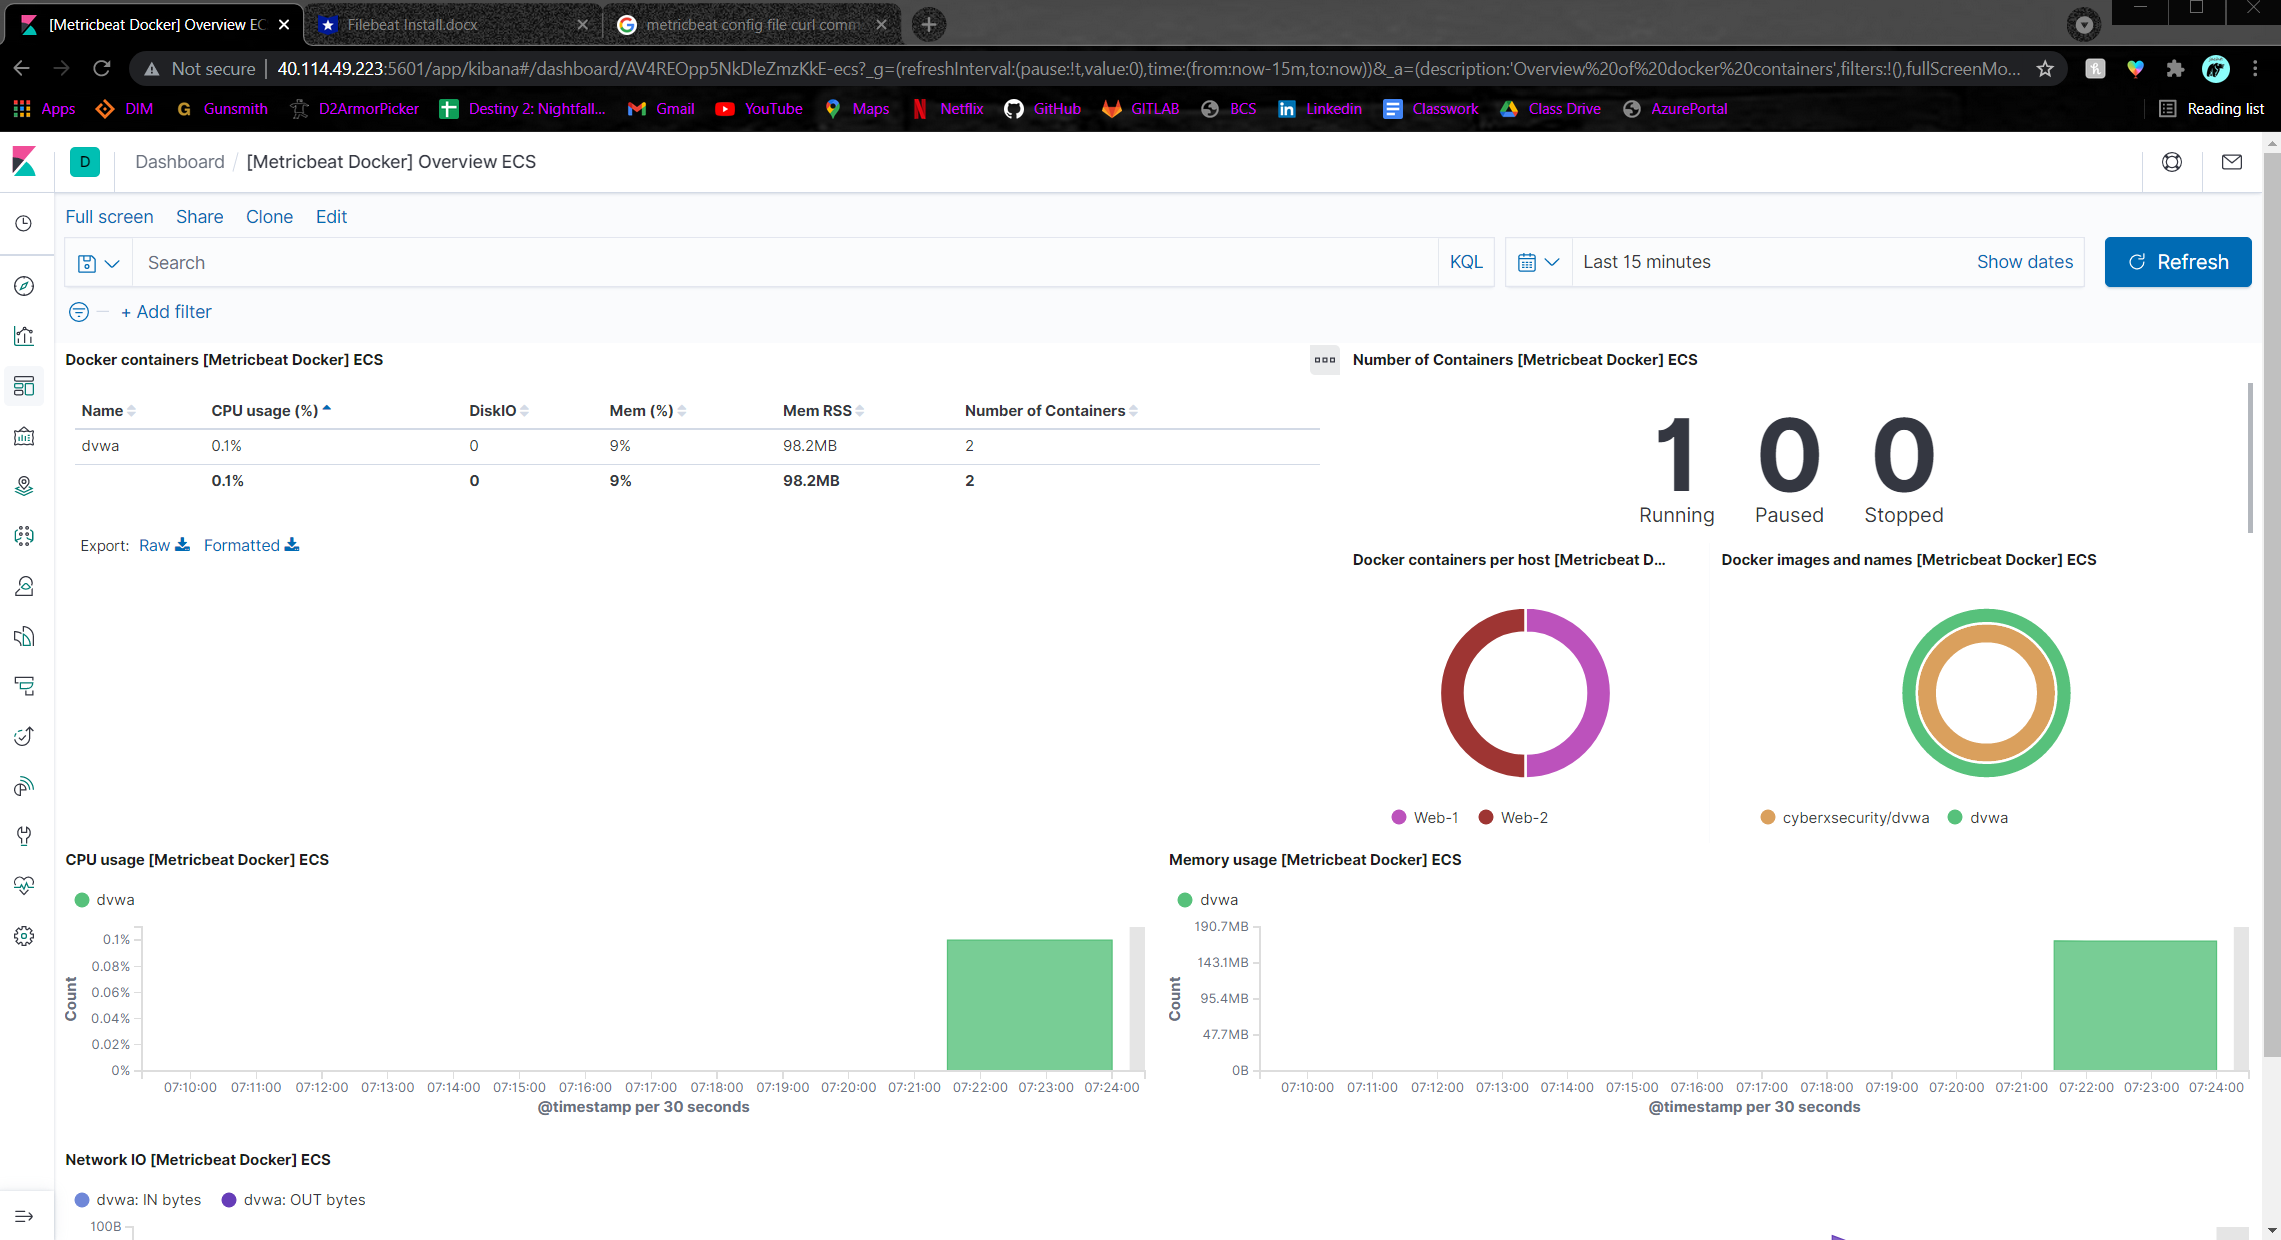 [Metricbeat Docker] Overview EC
Filebeat Install.docx
metricbeat config file curl comm
Not secure
40.114.49.223:5601/app/kibana#/dashboard/AV4REOpp5NkDleZmzKkE-ecs?_g=(refreshInterval:(pause:!t,value:0),time:(from:now-15m,to:now))&_a=(description:'Overview%20of%20docker%20containers',filters:!(),fullScreenMo...
Apps
DIM
Gunsmith
D2ArmorPicker
Destiny 2: Nightfall...
Gmail
YouTube
Maps
Netflix
GitHub
GITLAB
BCS
Linkedin
Classwork
Class Drive
AzurePortal
Reading list
D
Dashboard / [Metricbeat Docker] Overview ECS
Full screen Share Clone Edit
Search
KQL
Last 15 minutes
Show dates
Refresh
+ Add filter
Docker containers [Metricbeat Docker] ECS
Name CPU usage (%) DiskIO Mem (%) Mem RSS Number of Containers
dvwa 0.1% 0 9% 98.2MB 2
0.1% 0 9% 98.2MB 2
Export: Raw Formatted
Number of Containers [Metricbeat Docker] ECS
1 0 0
Running Paused Stopped
Docker containers per host [Metricbeat D...
Web-1 Web-2
Docker images and names [Metricbeat Docker] ECS
cyberxsecurity/dvwa dvwa
CPU usage [Metricbeat Docker] ECS
dvwa
Count
0.1%
0.08%
0.06%
0.04%
0.02%
0%
07:10:00 07:11:00 07:12:00 07:13:00 07:14:00 07:15:00 07:16:00 07:17:00 07:18:00 07:19:00 07:20:00 07:21:00 07:22:00 07:23:00 07:24:00
@timestamp per 30 seconds
Memory usage [Metricbeat Docker] ECS
dvwa
Count
190.7MB
143.1MB
95.4MB
47.7MB
0B
07:10:00 07:11:00 07:12:00 07:13:00 07:14:00 07:15:00 07:16:00 07:17:00 07:18:00 07:19:00 07:20:00 07:21:00 07:22:00 07:23:00 07:24:00
@timestamp per 30 seconds
Network IO [Metricbeat Docker] ECS
dvwa: IN bytes dvwa: OUT bytes
100B